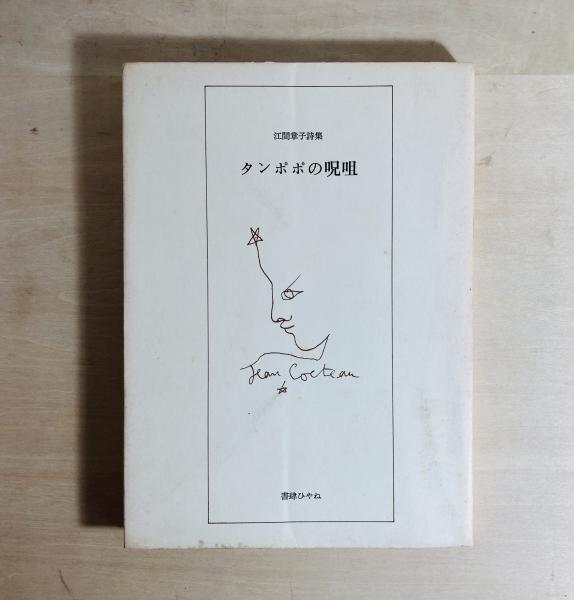 江間章子詩集
タンポポの呪咀
Jean Cocteau
書肆ひやね